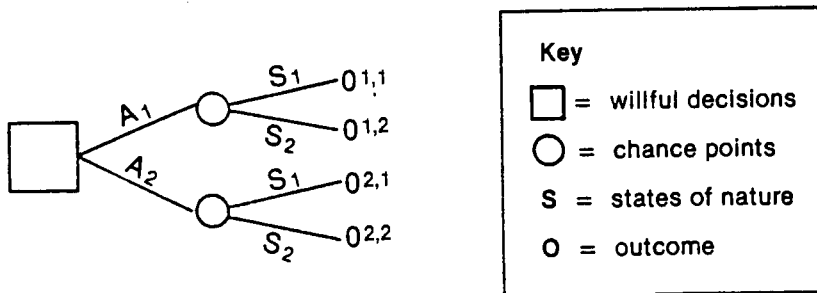 A1
A2
S1
S2
S1
S2
O1,1
O1,2
O2,1
O2,2
Key
= willful decisions
= chance points
S = states of nature
O = outcome